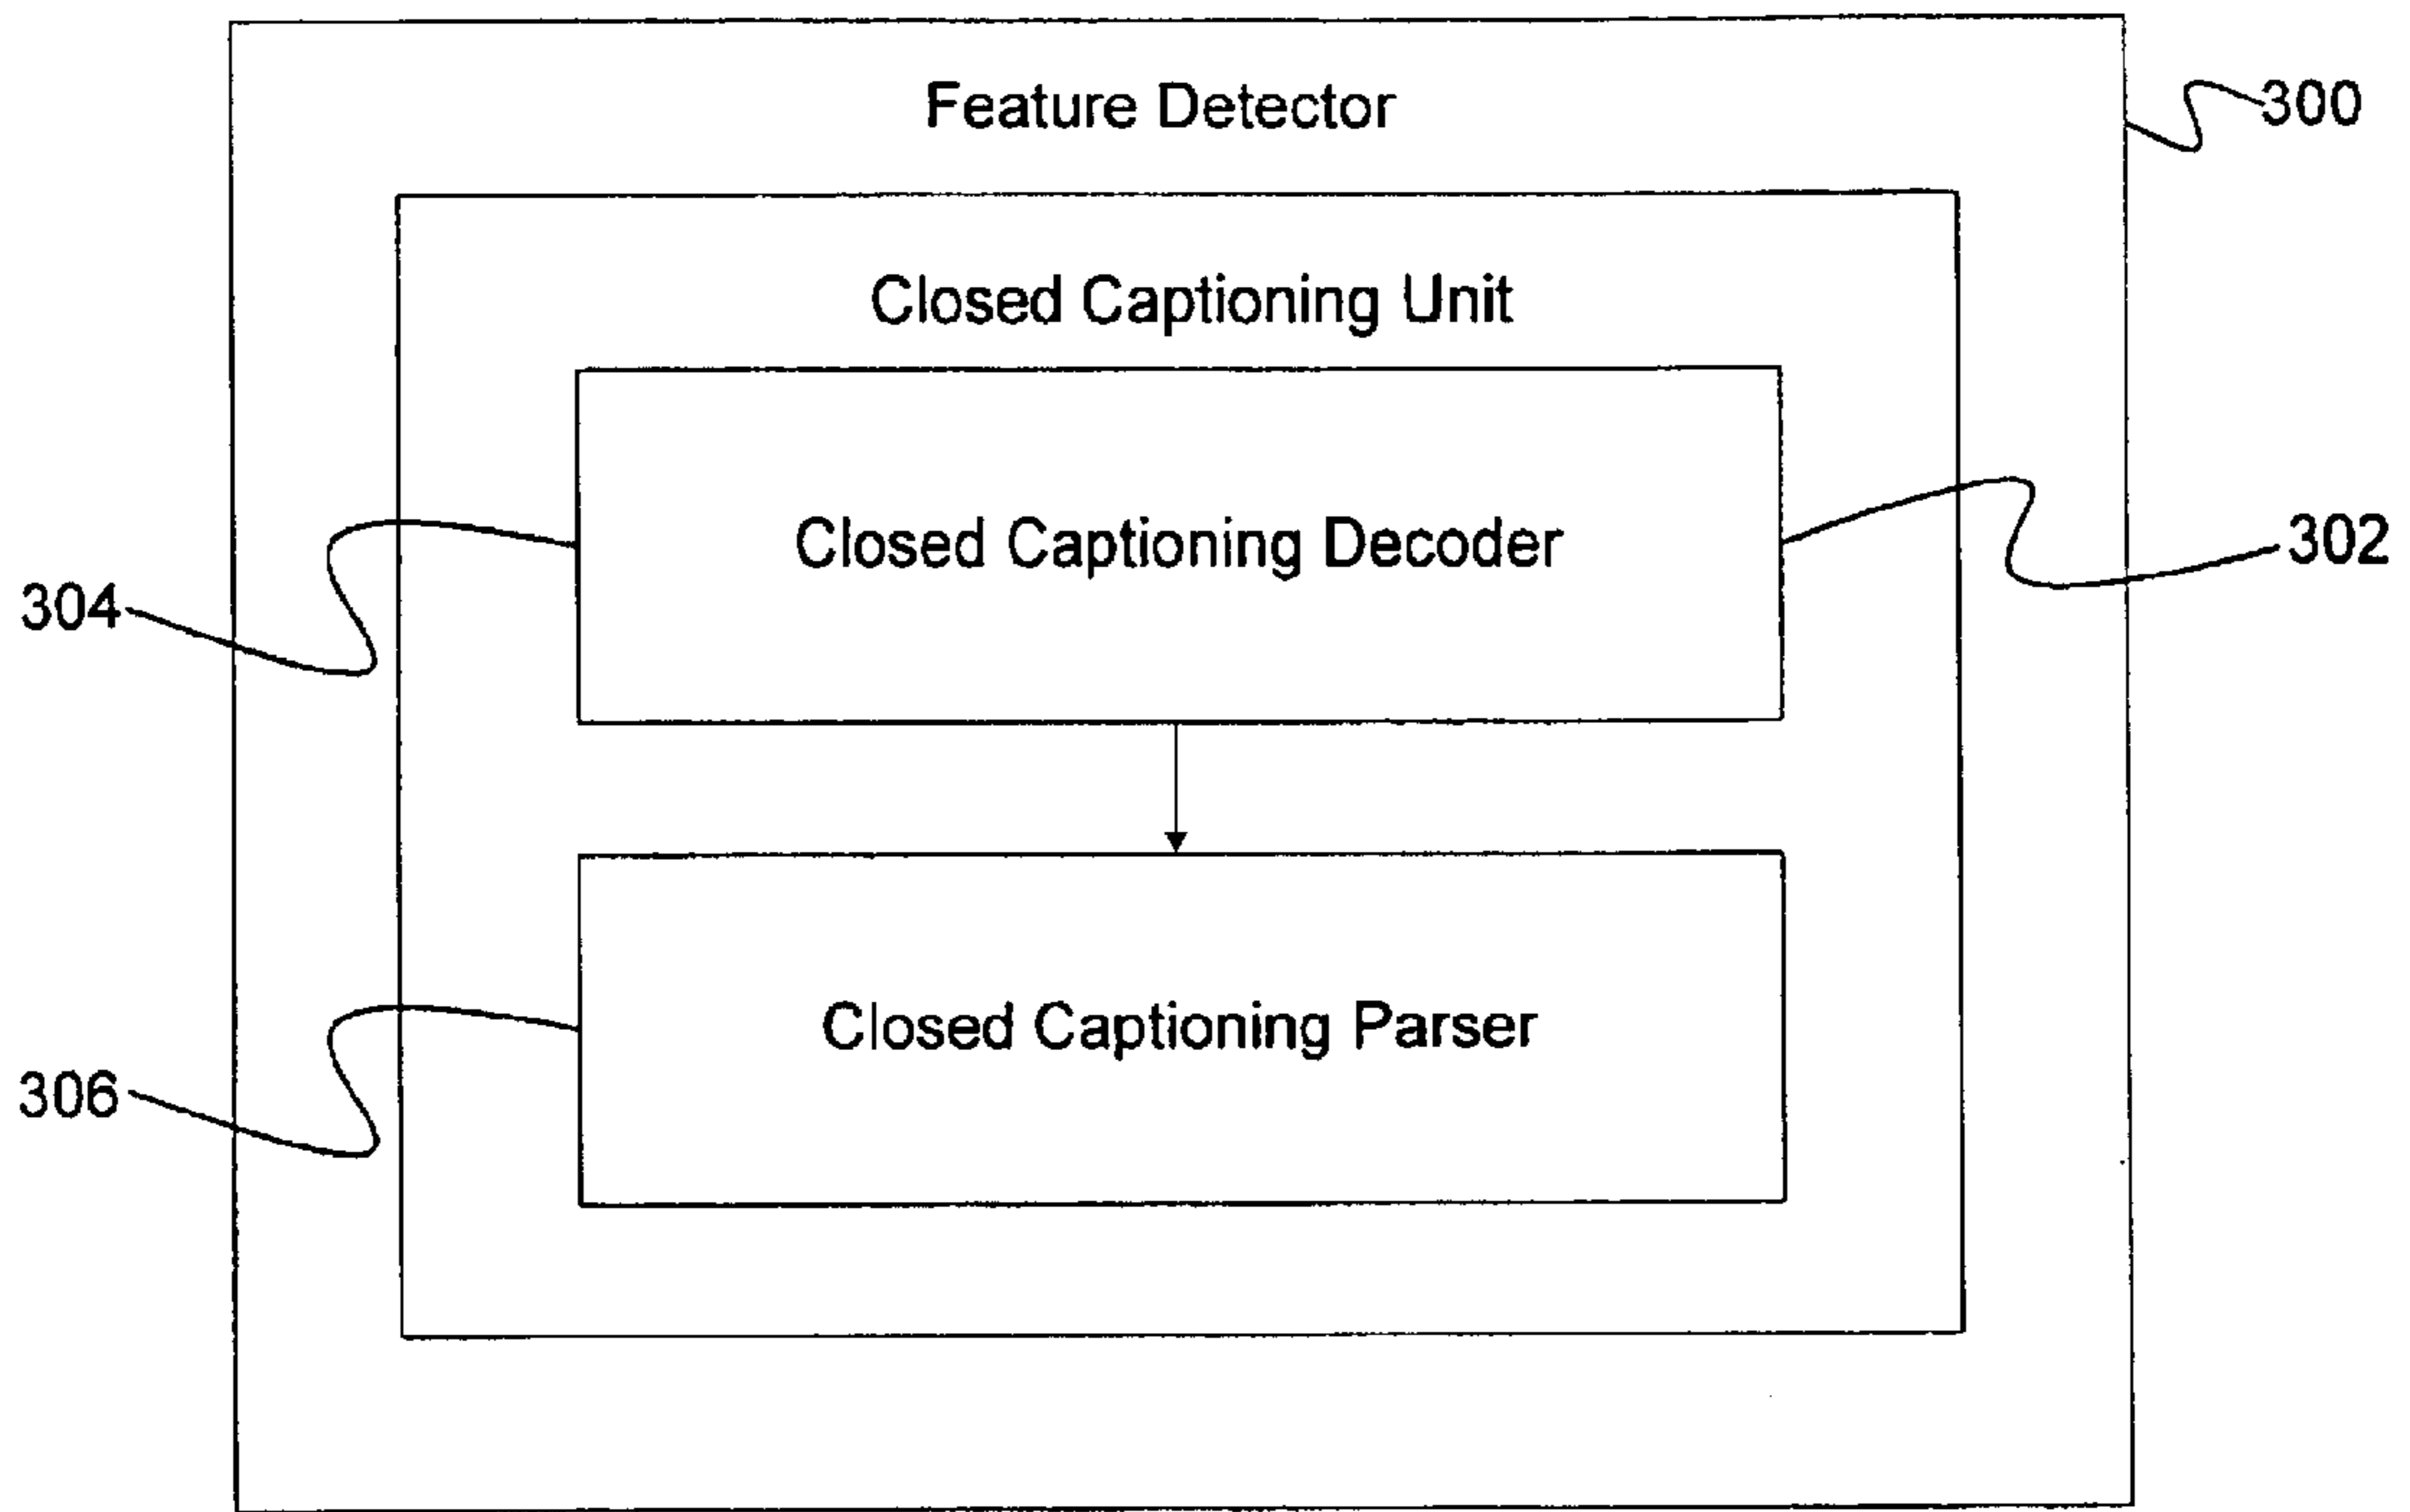 Feature Detector
300
Closed Captioning Unit
Closed Captioning Decoder
302
304
Closed Captioning Parser
306